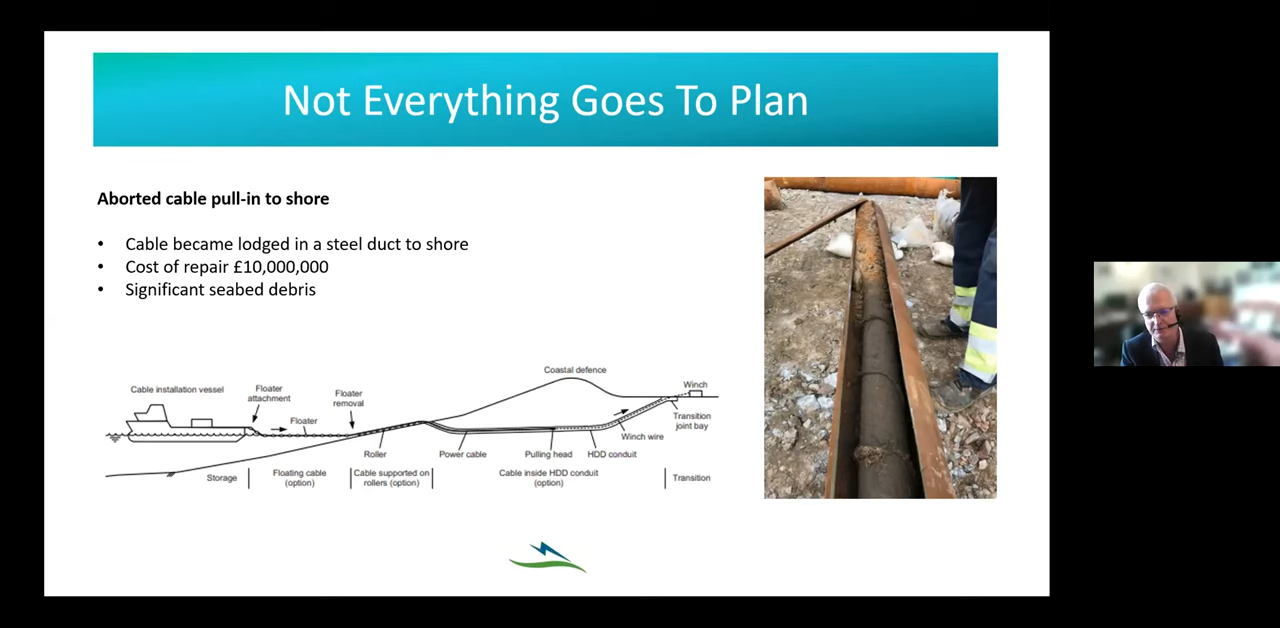 Not Everything Goes To Plan
Aborted cable pull-in to shore
• Cable became lodged in a steel duct to shore
• Cost of repair £10,000,000
• Significant seabed debris
Coastal defence
Cable installation vessel
Floater
attachment
Floater
removal
Floater
Winch
Transition
joint bay
Winch wire
Roller
Power cable
Pulling head
HDD conduit
Storage
Floating cable
(option)
Cable supported on
rollers (option)
Cable inside HDD conduit
(option)
Transition